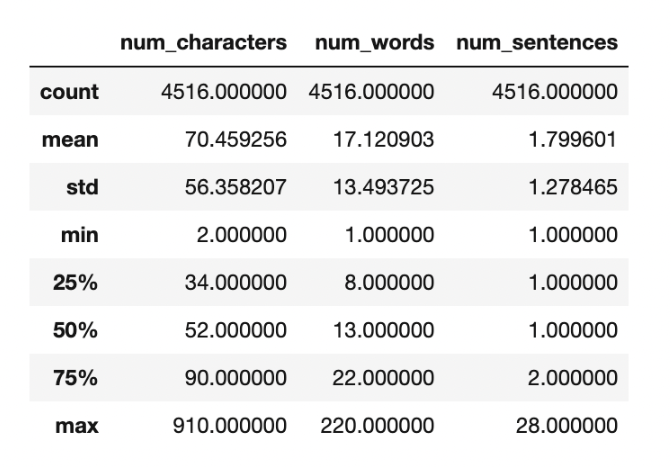 num_characters num_words num_sentences
count 4516.000000 4516.000000 4516.000000
mean 70.459256 17.120903 1.799601
std 56.358207 13.493725 1.278465
min 2.000000 1.000000 1.000000
25% 34.000000 8.000000 1.000000
50% 52.000000 13.000000 1.000000
75% 90.000000 22.000000 2.000000
max 910.000000 220.000000 28.000000